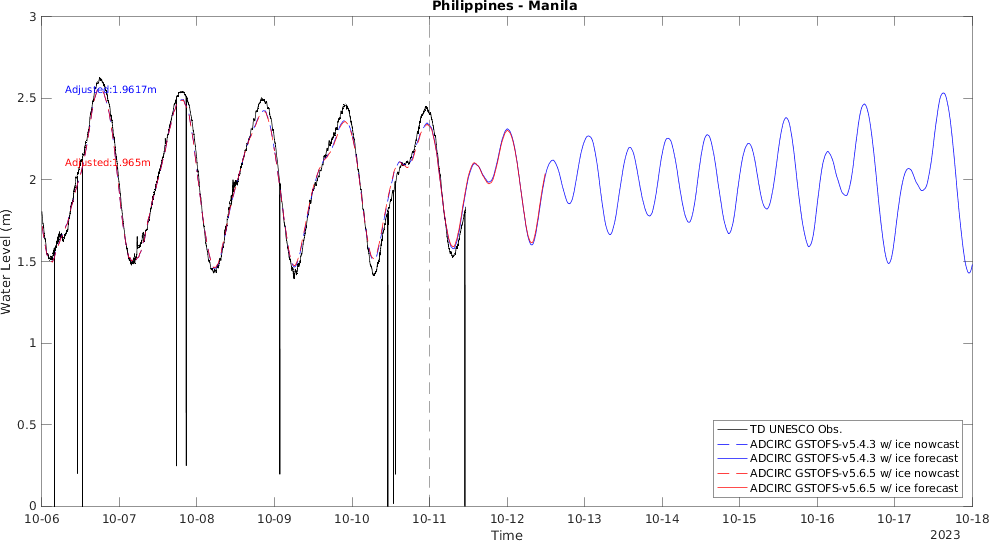 Philippines - Manila
3
2.5
2
1.5
1
0.5
0
Water Level (m)
Adjusted:1.9617m
Adjusted:1.965m
TD UNESCO Obs.
ADCIRC GSTOFS-v5.4.3 w/ ice nowcast
ADCIRC GSTOFS-v5.4.3 w/ ice forecast
ADCIRC GSTOFS-v5.6.5 w/ ice nowcast
ADCIRC GSTOFS-v5.6.5 w/ ice forecast
10-06 10-07 10-08 10-09 10-10 10-11 10-12 10-13 10-14 10-15 10-16 10-17 10-18
Time
2023